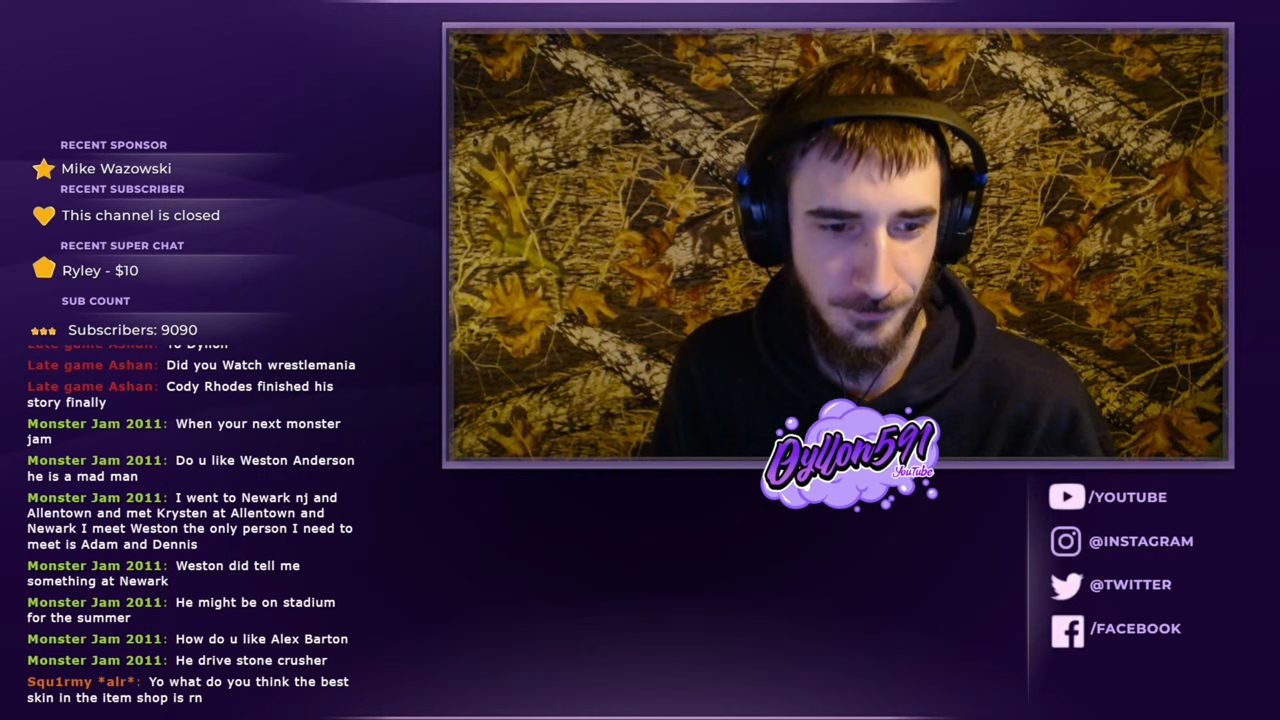 RECENT SPONSOR
Mike Wazowski
RECENT SUBSCRIBER
This channel is closed
RECENT SUPER CHAT
Ryley - $10
SUB COUNT
Subscribers: 9090
Late game Ashan: Yo Dyllon
Late game Ashan: Did you Watch wrestlemania
Late game Ashan: Cody Rhodes finished his
story finally
Monster Jam 2011: When your next monster
jam
Monster Jam 2011: Do u like Weston Anderson
he is a mad man
Monster Jam 2011: I went to Newark nj and
Allentown and met Krysten at Allentown and
Newark I meet Weston the only person I need to
meet is Adam and Dennis
Monster Jam 2011: Weston did tell me
something at Newark
Monster Jam 2011: He might be on stadium
for the summer
Monster Jam 2011: How do u like Alex Barton
Monster Jam 2011: He drive stone crusher
Squ1rmy *alr*: Yo what do you think the best
skin in the item shop is rn
Dyllon591
YouTube
/YOUTUBE
@INSTAGRAM
@TWITTER
/FACEBOOK